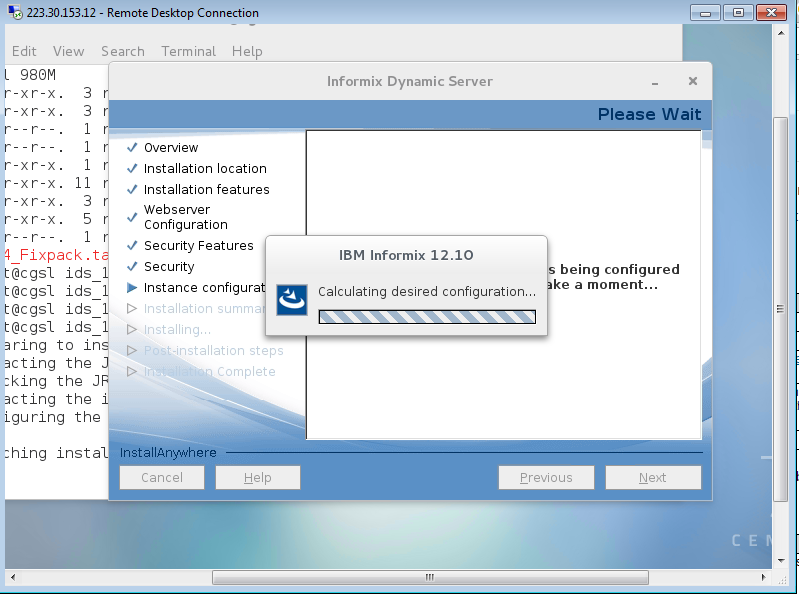 223.30.153.12 - Remote Desktop Connection
Edit View Search Terminal Help
l 980M
r-xr-x. 3 r
r-xr-x. 3 r
r--r--. 1 r
r--r--. 1 r
r-xr-x. 1 r
r-xr-x. 11 r
r-xr-x. 3 r
r-xr-x. 5 r
r--r--. 1 r
4_Fixpack.ta
t@cgsl ids_1
t@cgsl ids_1
t@cgsl ids_1
t@cgsl ids_1
aring to ins
acting the J
cking the JR
acting the i
iguring the
ching instal
Informix Dynamic Server
Please Wait
Overview
Installation location
Installation features
Webserver
Configuration
Security Features
Security
Instance configurat
Installation summar
Installing...
Post-installation steps
Installation Complete
s being configured
ake a moment...
IBM Informix 12.10
Calculating desired configuration...
InstallAnywhere
Cancel
Help
Previous
Next
CEN